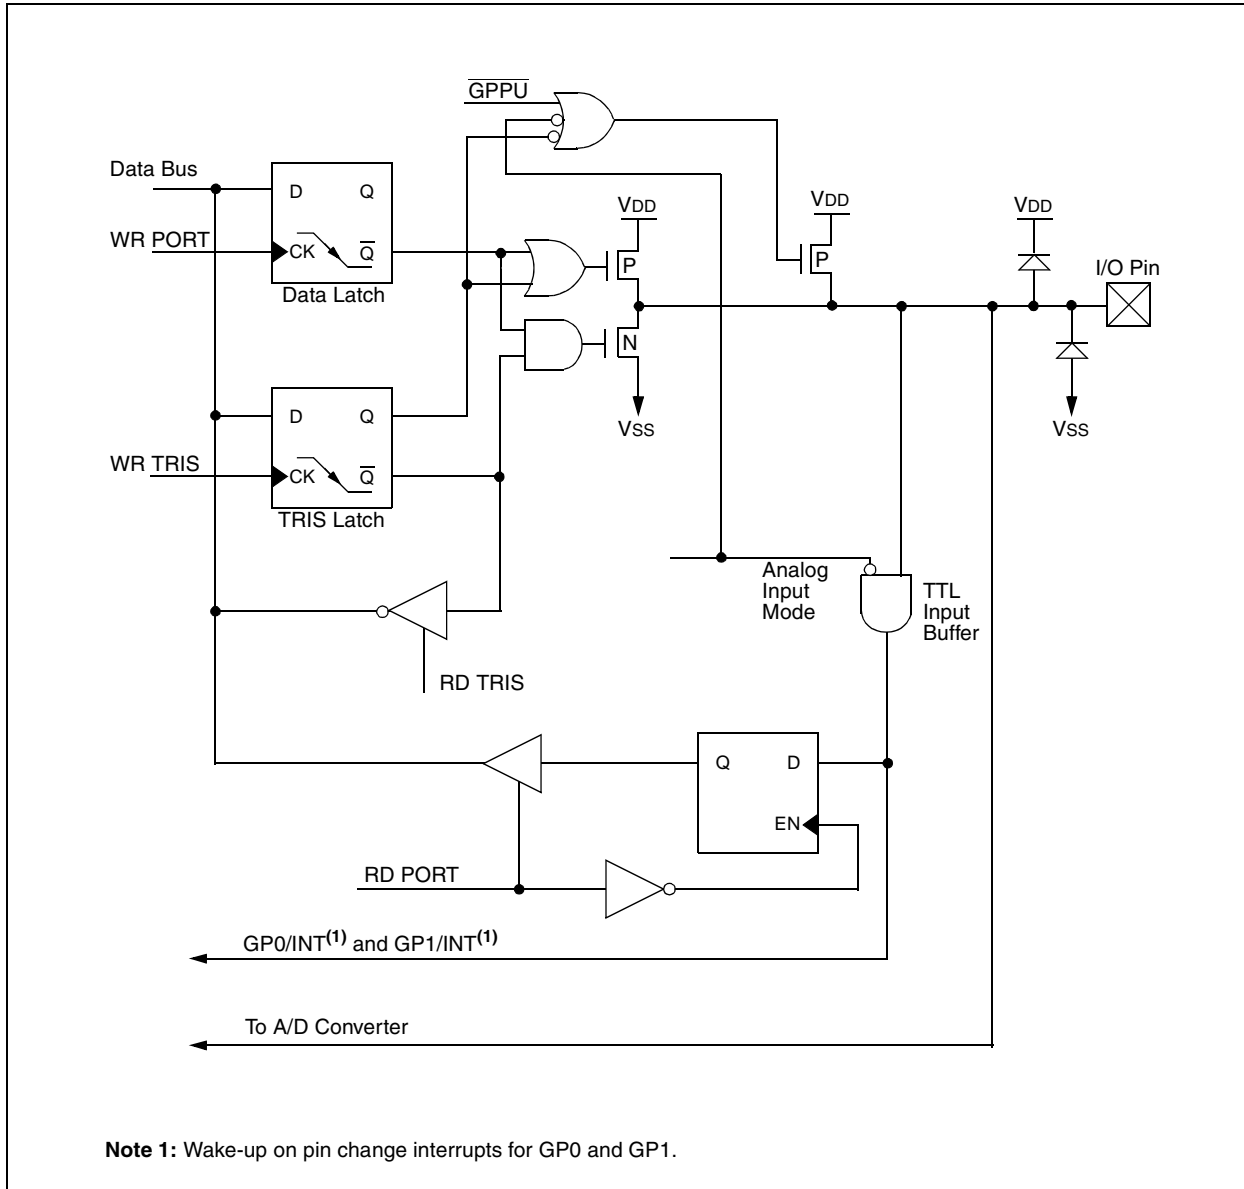 GPPU
Data Bus
D Q
VDD
VDD
VDD
WR PORT
CK Q
P
P
I/O Pin
Data Latch
N
D Q
VSS
VSS
WR TRIS
CK Q
TRIS Latch
Analog
Input
Mode
TTL
Input
Buffer
RD TRIS
Q D
EN
RD PORT
GP0/INT(1) and GP1/INT(1)
To A/D Converter
Note 1: Wake-up on pin change interrupts for GP0 and GP1.